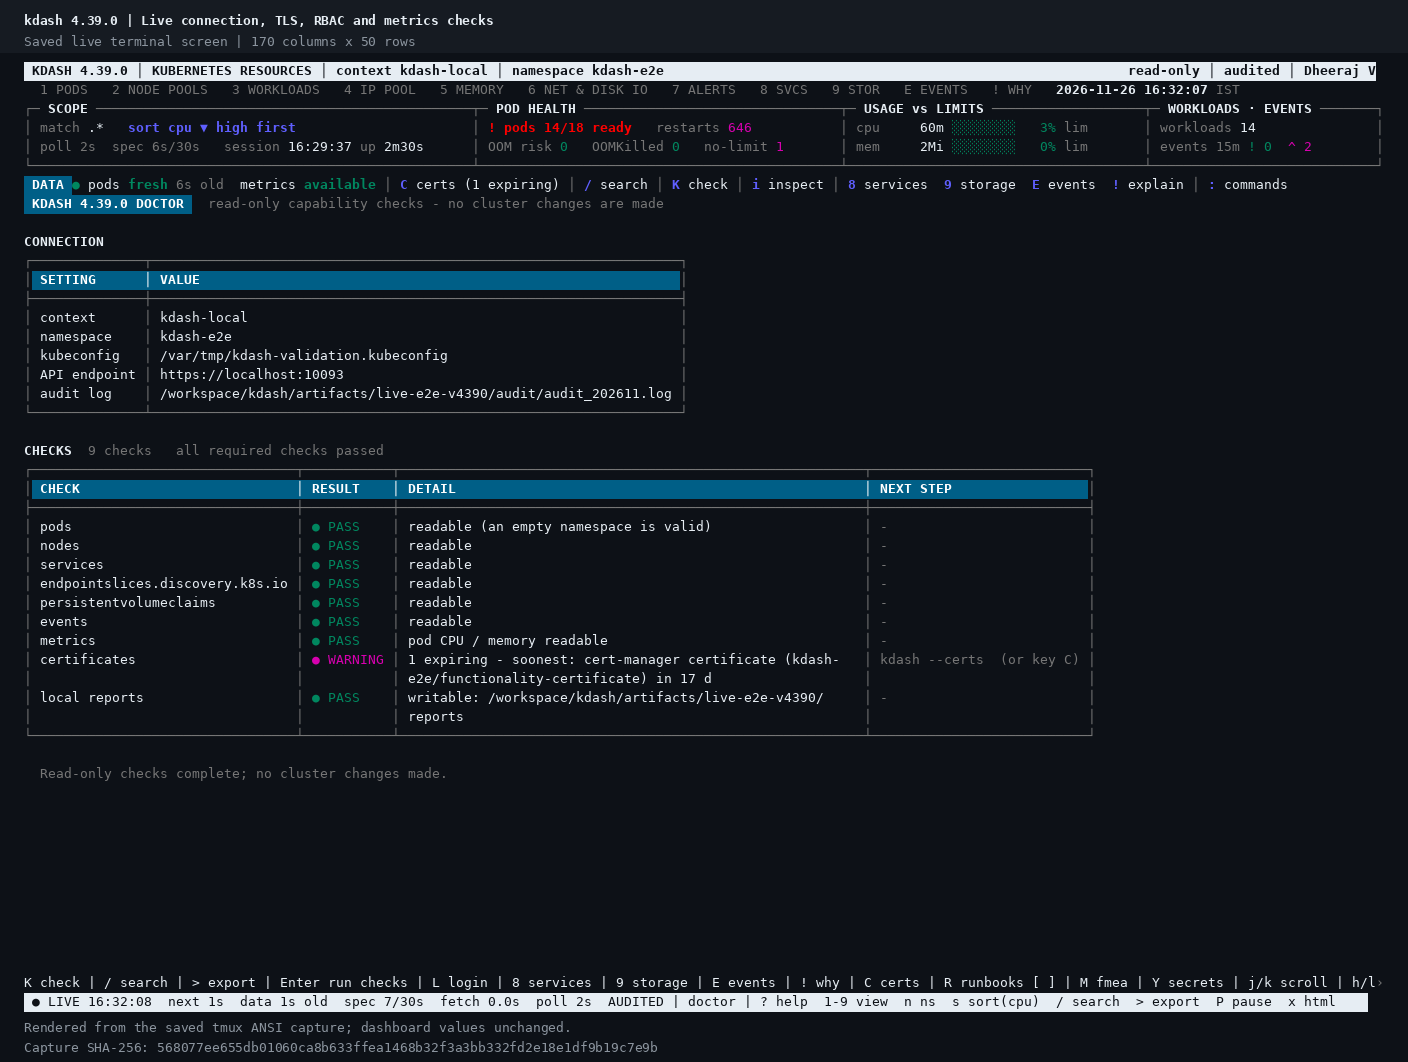 kdash 4.39.0 | Live connection, TLS, RBAC and metrics checks
Saved live terminal screen | 170 columns x 50 rows
KDASH 4.39.0 │ KUBERNETES RESOURCES │ context kdash-local │ namespace kdash-e2e read-only │ audited │ Dheeraj V
1 PODS 2 NODE POOLS 3 WORKLOADS 4 IP POOL 5 MEMORY 6 NET & DISK IO 7 ALERTS 8 SVCS 9 STOR E EVENTS ! WHY 2026-11-26 16:32:07 IST
SCOPE POD HEALTH USAGE vs LIMITS WORKLOADS · EVENTS
match .* sort cpu ▼ high first │ ! pods 14/18 ready restarts 646 │ cpu 60m ░░░░░░░░ 3% lim │ workloads 14
poll 2s spec 6s/30s session 16:29:37 up 2m30s │ OOM risk 0 OOMKilled 0 no-limit 1 │ mem 2Mi ░░░░░░░░ 0% lim │ events 15m ! 0 ^ 2
DATA ● pods fresh 6s old metrics available │ C certs (1 expiring) │ / search │ K check │ i inspect │ 8 services 9 storage E events ! explain │ : commands
KDASH 4.39.0 DOCTOR read-only capability checks - no cluster changes are made
CONNECTION
SETTING │ VALUE
context │ kdash-local
namespace │ kdash-e2e
kubeconfig │ /var/tmp/kdash-validation.kubeconfig
API endpoint │ https://localhost:10093
audit log │ /workspace/kdash/artifacts/live-e2e-v4390/audit/audit_202611.log
CHECKS 9 checks all required checks passed
CHECK │ RESULT │ DETAIL │ NEXT STEP
pods │ ● PASS │ readable (an empty namespace is valid) │ -
nodes │ ● PASS │ readable │ -
services │ ● PASS │ readable │ -
endpointslices.discovery.k8s.io │ ● PASS │ readable │ -
persistentvolumeclaims │ ● PASS │ readable │ -
events │ ● PASS │ readable │ -
metrics │ ● PASS │ pod CPU / memory readable │ -
certificates │ ● WARNING │ 1 expiring - soonest: cert-manager certificate (kdash- │ kdash --certs (or key C)
e2e/functionality-certificate) in 17 d
local reports │ ● PASS │ writable: /workspace/kdash/artifacts/live-e2e-v4390/ │ -
reports
Read-only checks complete; no cluster changes made.
K check | / search | > export | Enter run checks | L login | 8 services | 9 storage | E events | ! why | C certs | R runbooks [ ] | M fmea | Y secrets | j/k scroll | h/l›
● LIVE 16:32:08 next 1s data 1s old spec 7/30s fetch 0.0s poll 2s AUDITED | doctor | ? help 1-9 view n ns s sort(cpu) / search > export P pause x html
Rendered from the saved tmux ANSI capture; dashboard values unchanged.
Capture SHA-256: 568077ee655db01060ca8b633ffea1468b32f3a3bb332fd2e18e1df9b19c7e9b